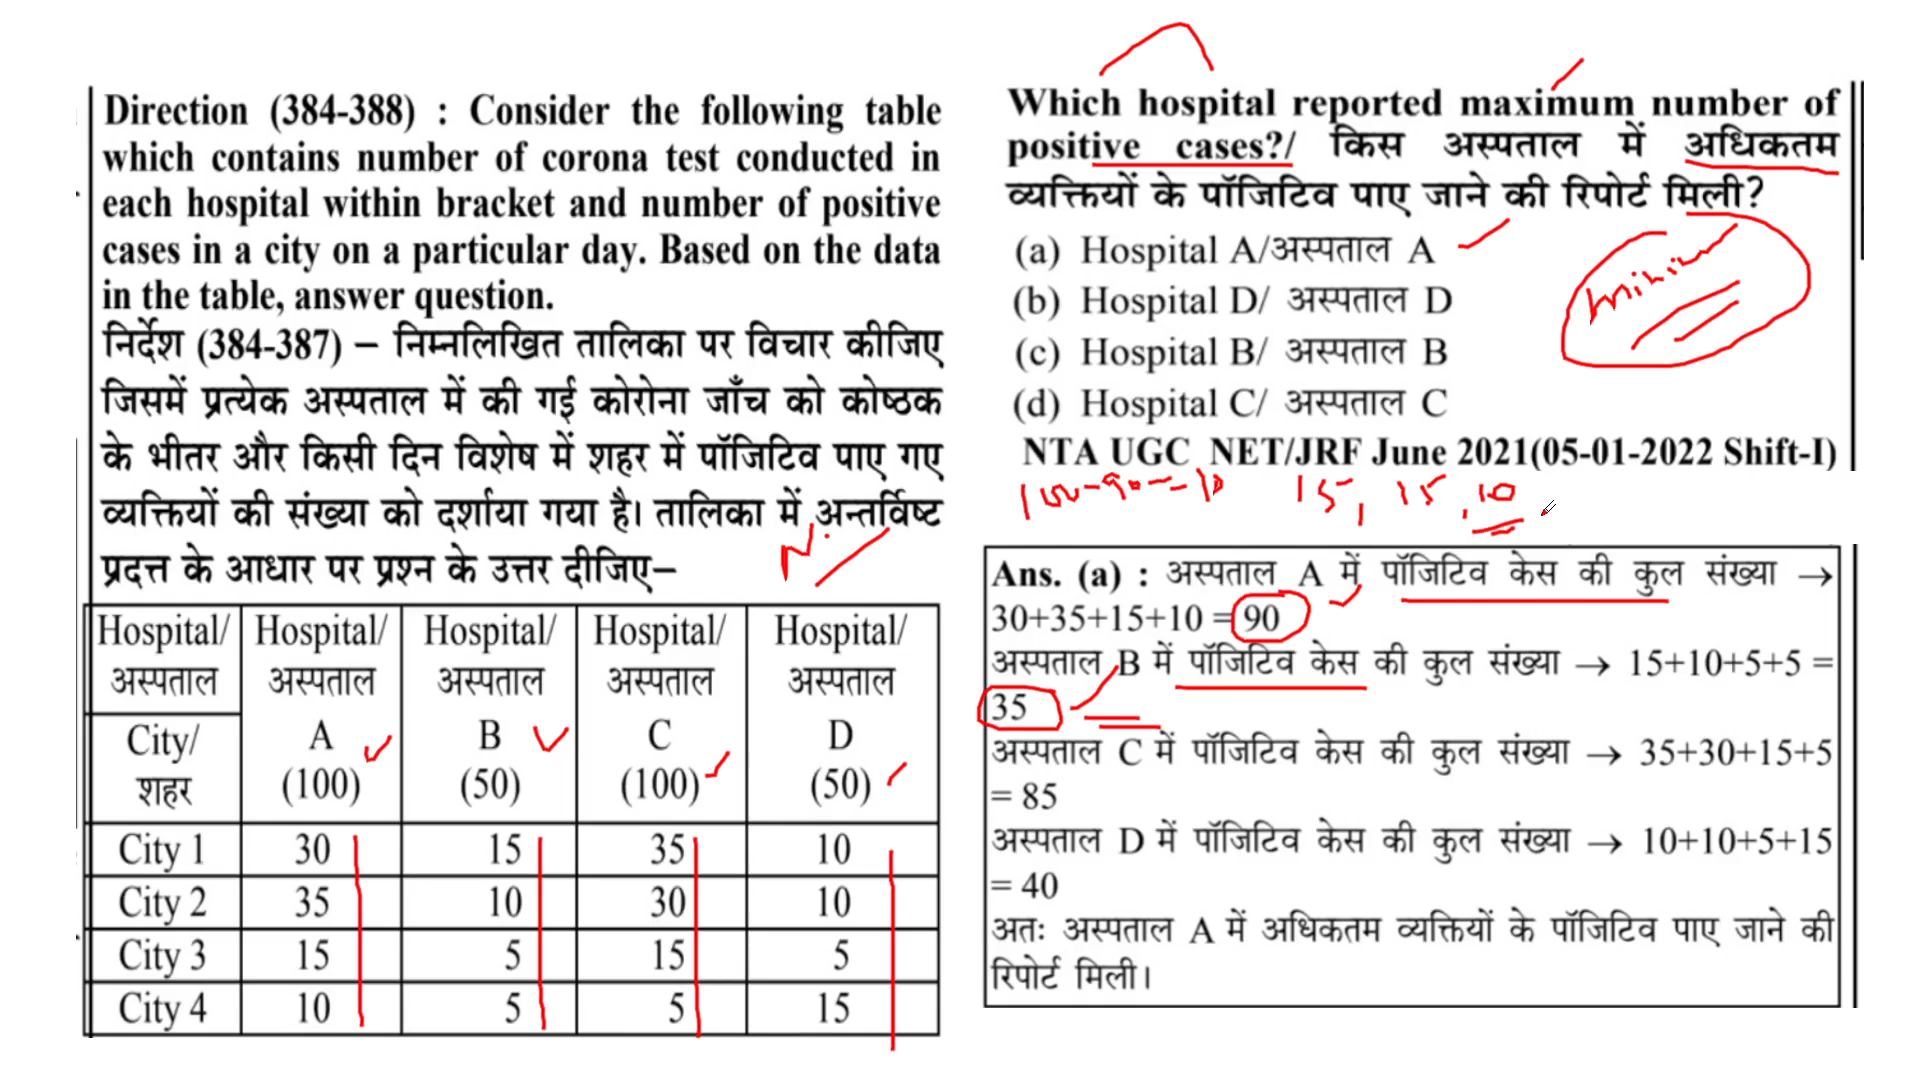 Direction (384-388) : Consider the following table
which contains number of corona test conducted in
each hospital within bracket and number of positive
cases in a city on a particular day. Based on the data
in the table, answer question.
निर्देश (384-387) – निम्नलिखित तालिका पर विचार कीजिए
जिसमें प्रत्येक अस्पताल में की गई कोरोना जाँच को कोष्ठक
के भीतर और किसी दिन विशेष में शहर में पॉजिटिव पाए गए
व्यक्तियों की संख्या को दर्शाया गया है। तालिका में अन्तर्विष्ट
प्रदत्त के आधार पर प्रश्न के उत्तर दीजिए–
Hospital/ Hospital/ Hospital/ Hospital/ Hospital/
अस्पताल अस्पताल अस्पताल अस्पताल अस्पताल
City/ A B C D
शहर (100) (50) (100) (50)
City 1 30 15 35 10
City 2 35 10 30 10
City 3 15 5 15 5
City 4 10 5 5 15
Which hospital reported maximum number of
positive cases?/ किस अस्पताल में अधिकतम
व्यक्तियों के पॉजिटिव पाए जाने की रिपोर्ट मिली?
(a) Hospital A/अस्पताल A
(b) Hospital D/ अस्पताल D
(c) Hospital B/ अस्पताल B
(d) Hospital C/ अस्पताल C
NTA UGC NET/JRF June 2021(05-01-2022 Shift-I)
100-90=10 15, 15, 10
Ans. (a) : अस्पताल A में पॉजिटिव केस की कुल संख्या →
30+35+15+10 = 90
अस्पताल B में पॉजिटिव केस की कुल संख्या → 15+10+5+5 =
35
अस्पताल C में पॉजिटिव केस की कुल संख्या → 35+30+15+5
= 85
अस्पताल D में पॉजिटिव केस की कुल संख्या → 10+10+5+15
= 40
अतः अस्पताल A में अधिकतम व्यक्तियों के पॉजिटिव पाए जाने की
रिपोर्ट मिली।